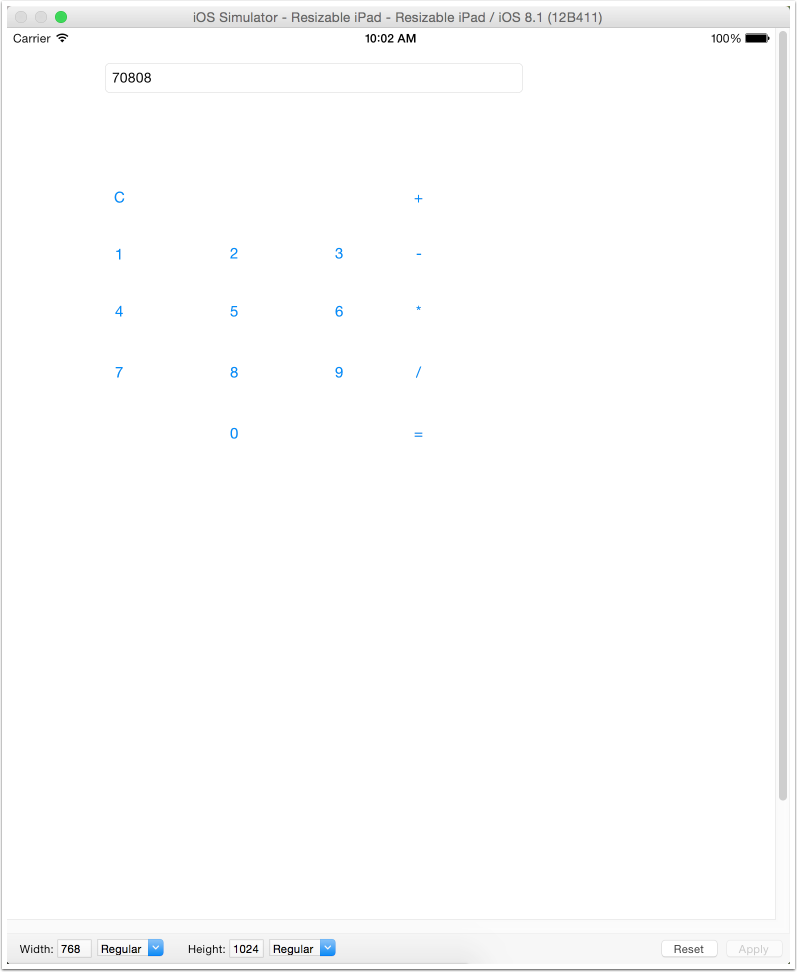 iOS Simulator - Resizable iPad - Resizable iPad / iOS 8.1 (12B411)
Carrier 10:02 AM 100%
70808
C +
1 2 3 -
4 5 6 *
7 8 9 /
0 =
Width: 768 Regular Height: 1024 Regular Reset Apply